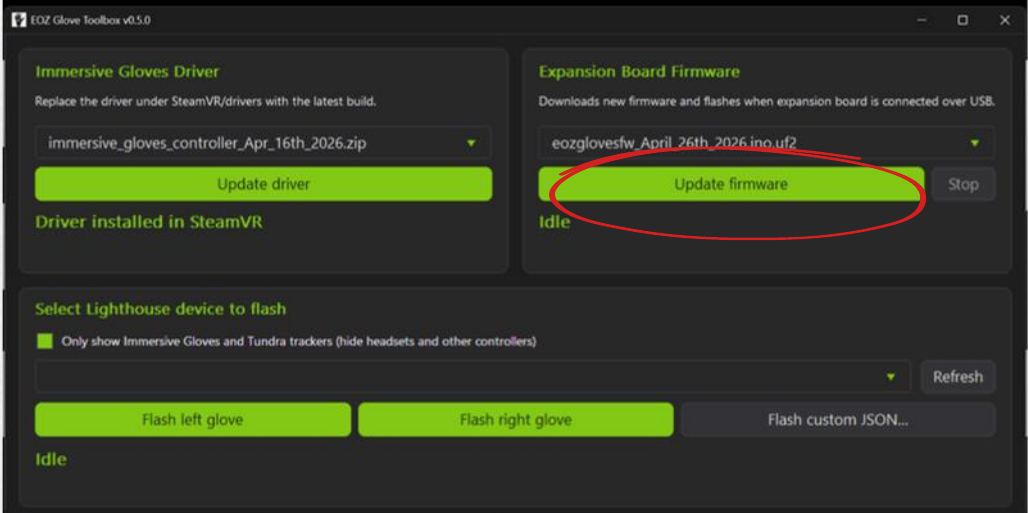 EOZ Glove Toolbox v0.5.0
Immersive Gloves Driver
Replace the driver under SteamVR/drivers with the latest build.
immersive_gloves_controller_Apr_16th_2026.zip
Update driver
Driver installed in SteamVR
Expansion Board Firmware
Downloads new firmware and flashes when expansion board is connected over USB.
eozglovesfw_April_26th_2026.ino.uf2
Update firmware
Stop
Idle
Select Lighthouse device to flash
Only show Immersive Gloves and Tundra trackers (hide headsets and other controllers)
Refresh
Flash left glove
Flash right glove
Flash custom JSON...
Idle